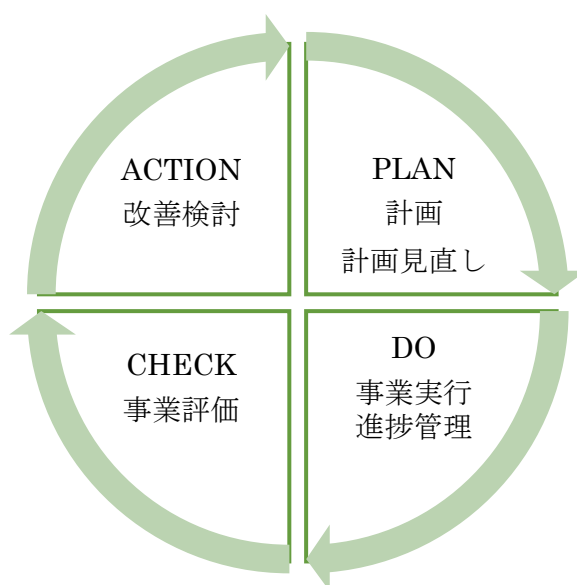 ACTION
改善検討
PLAN
計画
計画見直し
CHECK
事業評価
DO
事業実行
進捗管理